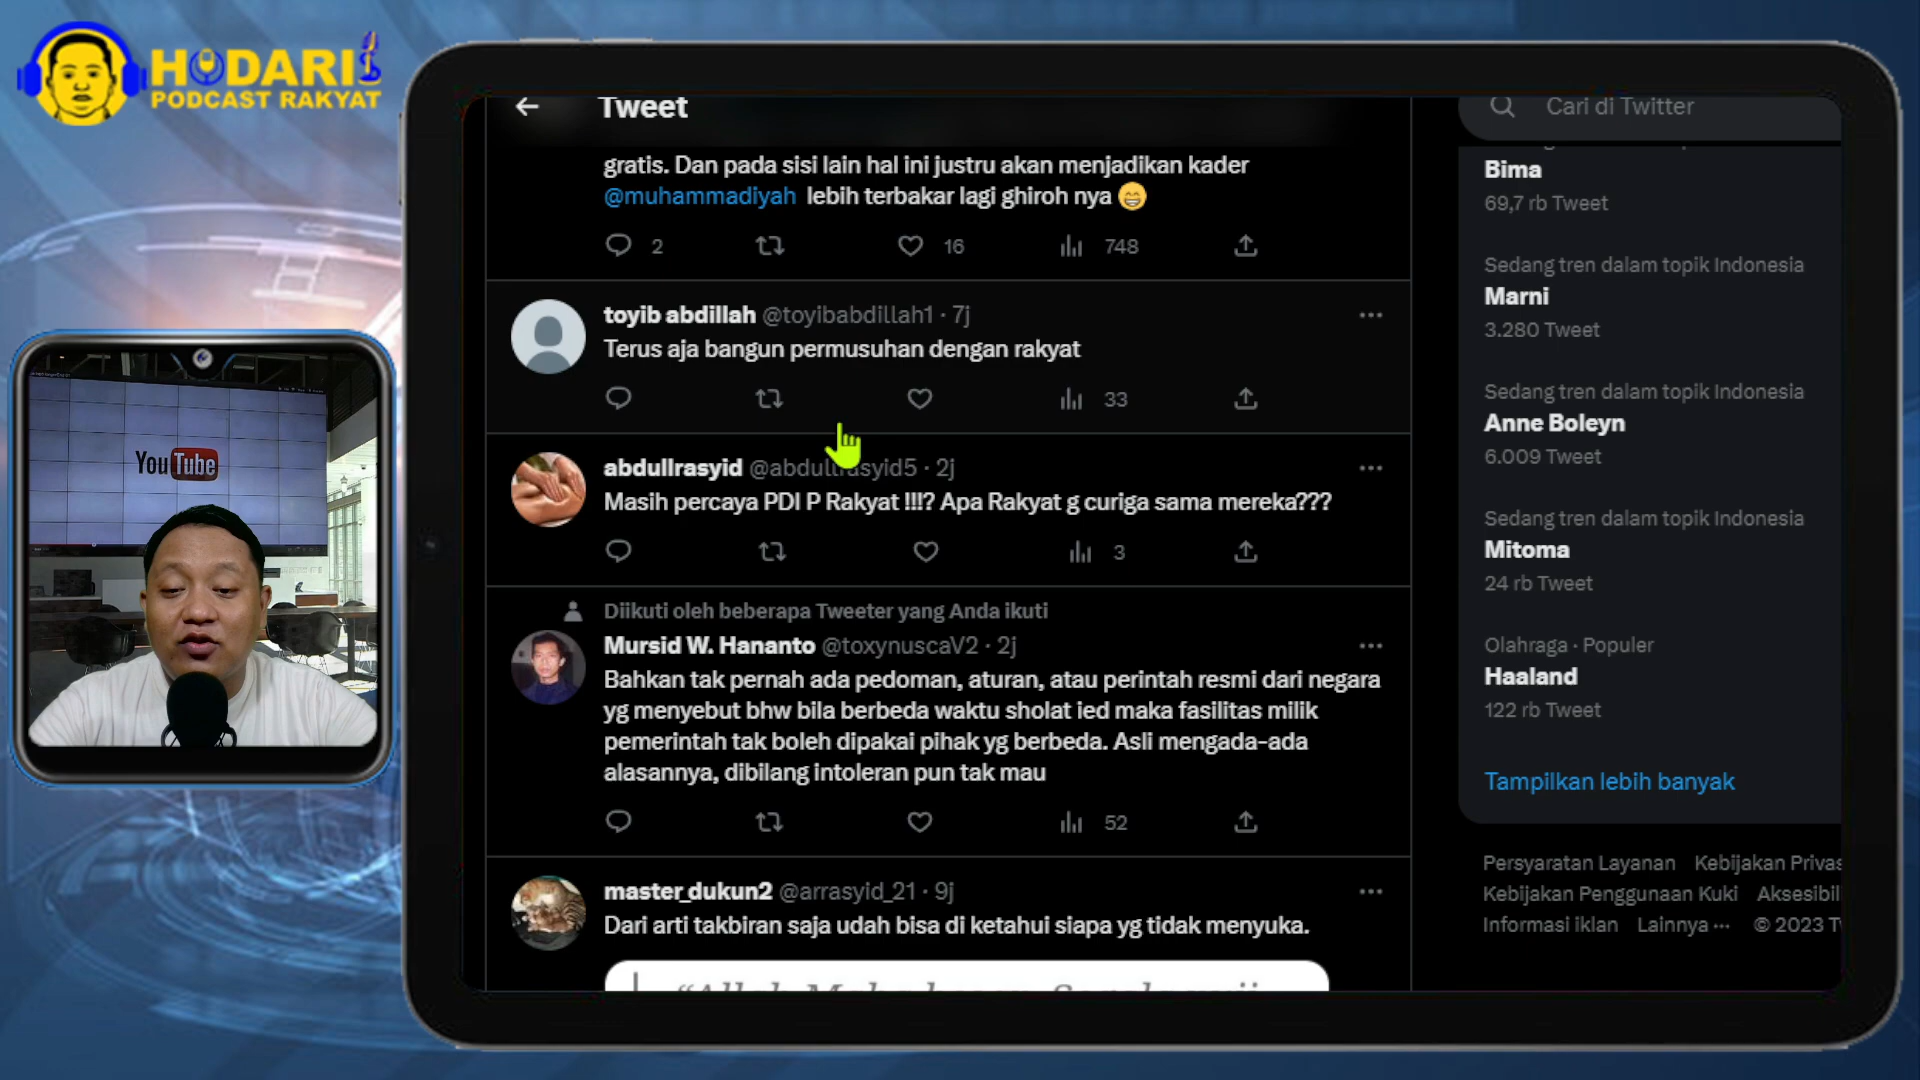 HODARI
PODCAST RAKYAT
YouTube
Tweet
gratis. Dan pada sisi lain hal ini justru akan menjadikan kader
@muhammadiyah lebih terbakar lagi ghiroh nya 😁
2 16 748
toyib abdillah @toyibabdillah1 · 7j
Terus aja bangun permusuhan dengan rakyat
33
abdullrasyid @abdullrasyid5 · 2j
Masih percaya PDI P Rakyat !!!? Apa Rakyat g curiga sama mereka???
3
Diikuti oleh beberapa Tweeter yang Anda ikuti
Mursid W. Hananto @toxynuscaV2 · 2j
Bahkan tak pernah ada pedoman, aturan, atau perintah resmi dari negara
yg menyebut bhw bila berbeda waktu sholat ied maka fasilitas milik
pemerintah tak boleh dipakai pihak yg berbeda. Asli mengada-ada
alasannya, dibilang intoleran pun tak mau
52
master_dukun2 @arrasyid_21 · 9j
Dari arti takbiran saja udah bisa di ketahui siapa yg tidak menyuka.
Cari di Twitter
Bima
69,7 rb Tweet
Sedang tren dalam topik Indonesia
Marni
3.280 Tweet
Sedang tren dalam topik Indonesia
Anne Boleyn
6.009 Tweet
Sedang tren dalam topik Indonesia
Mitoma
24 rb Tweet
Olahraga · Populer
Haaland
122 rb Tweet
Tampilkan lebih banyak
Persyaratan Layanan Kebijakan Privas
Kebijakan Penggunaan Kuki Aksesibil
Informasi iklan Lainnya ··· © 2023 Tw